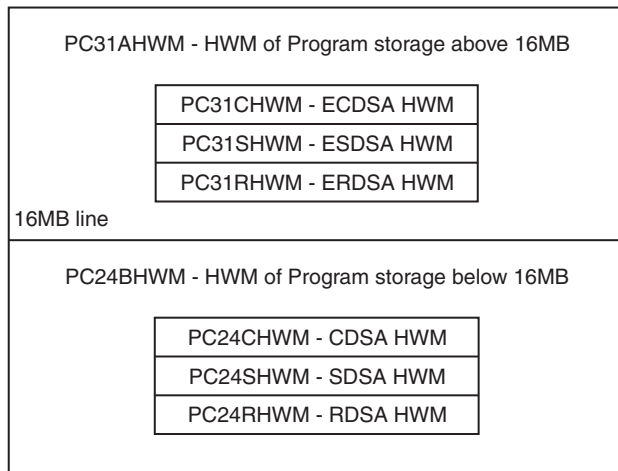 PC31AHWM - HWM of Program storage above 16MB
PC31CHWM - ECDSA HWM
PC31SHWM - ESDSA HWM
PC31RHWM - ERDSA HWM
16MB line
PC24BHWM - HWM of Program storage below 16MB
PC24CHWM - CDSA HWM
PC24SHWM - SDSA HWM
PC24RHWM - RDSA HWM